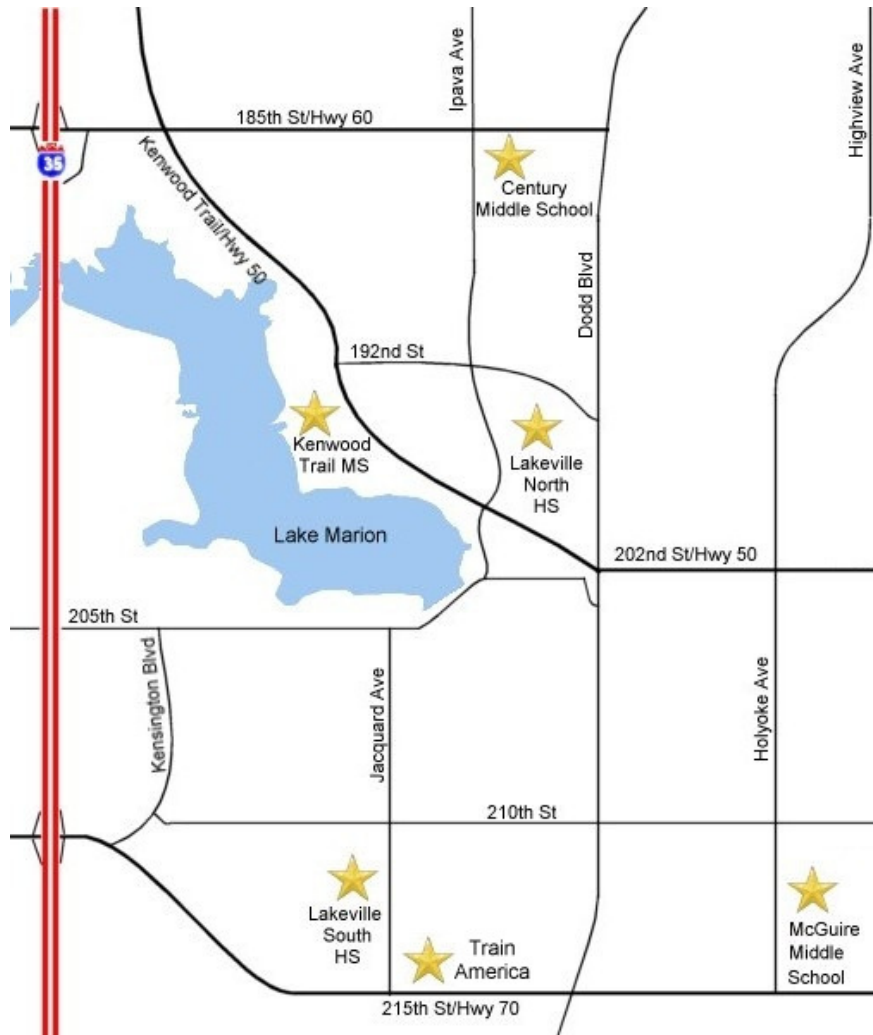 Ipava Ave
Highview Ave
185th St/Hwy 60
35
Kenwood Trail/Hwy 50
Century
Middle School
Dodd Blvd
192nd St
Kenwood
Trail MS
Lakeville
North
HS
Lake Marion
202nd St/Hwy 50
205th St
Kensington Blvd
Jacquard Ave
Holyoke Ave
210th St
Lakeville
South
HS
Train
America
McGuire
Middle
School
215th St/Hwy 70